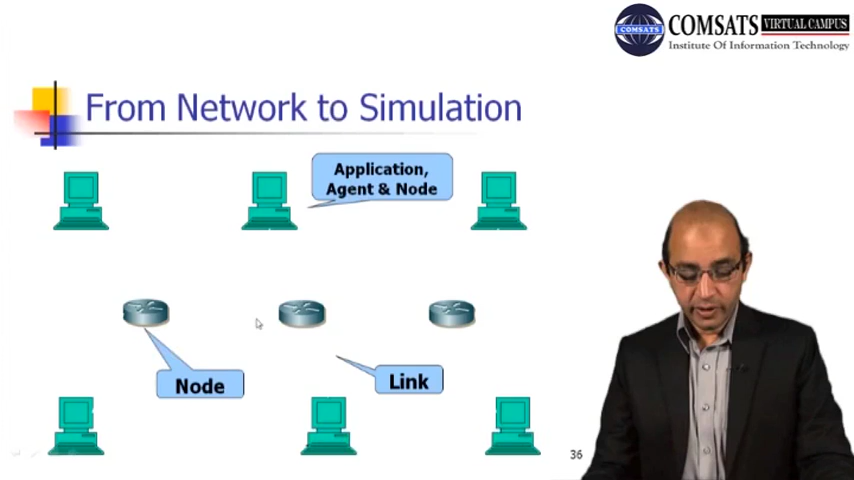 COMSATS VIRTUAL CAMPUS
COMSATS
Institute Of Information Technology
From Network to Simulation
Application,
Agent & Node
Node
Link
36